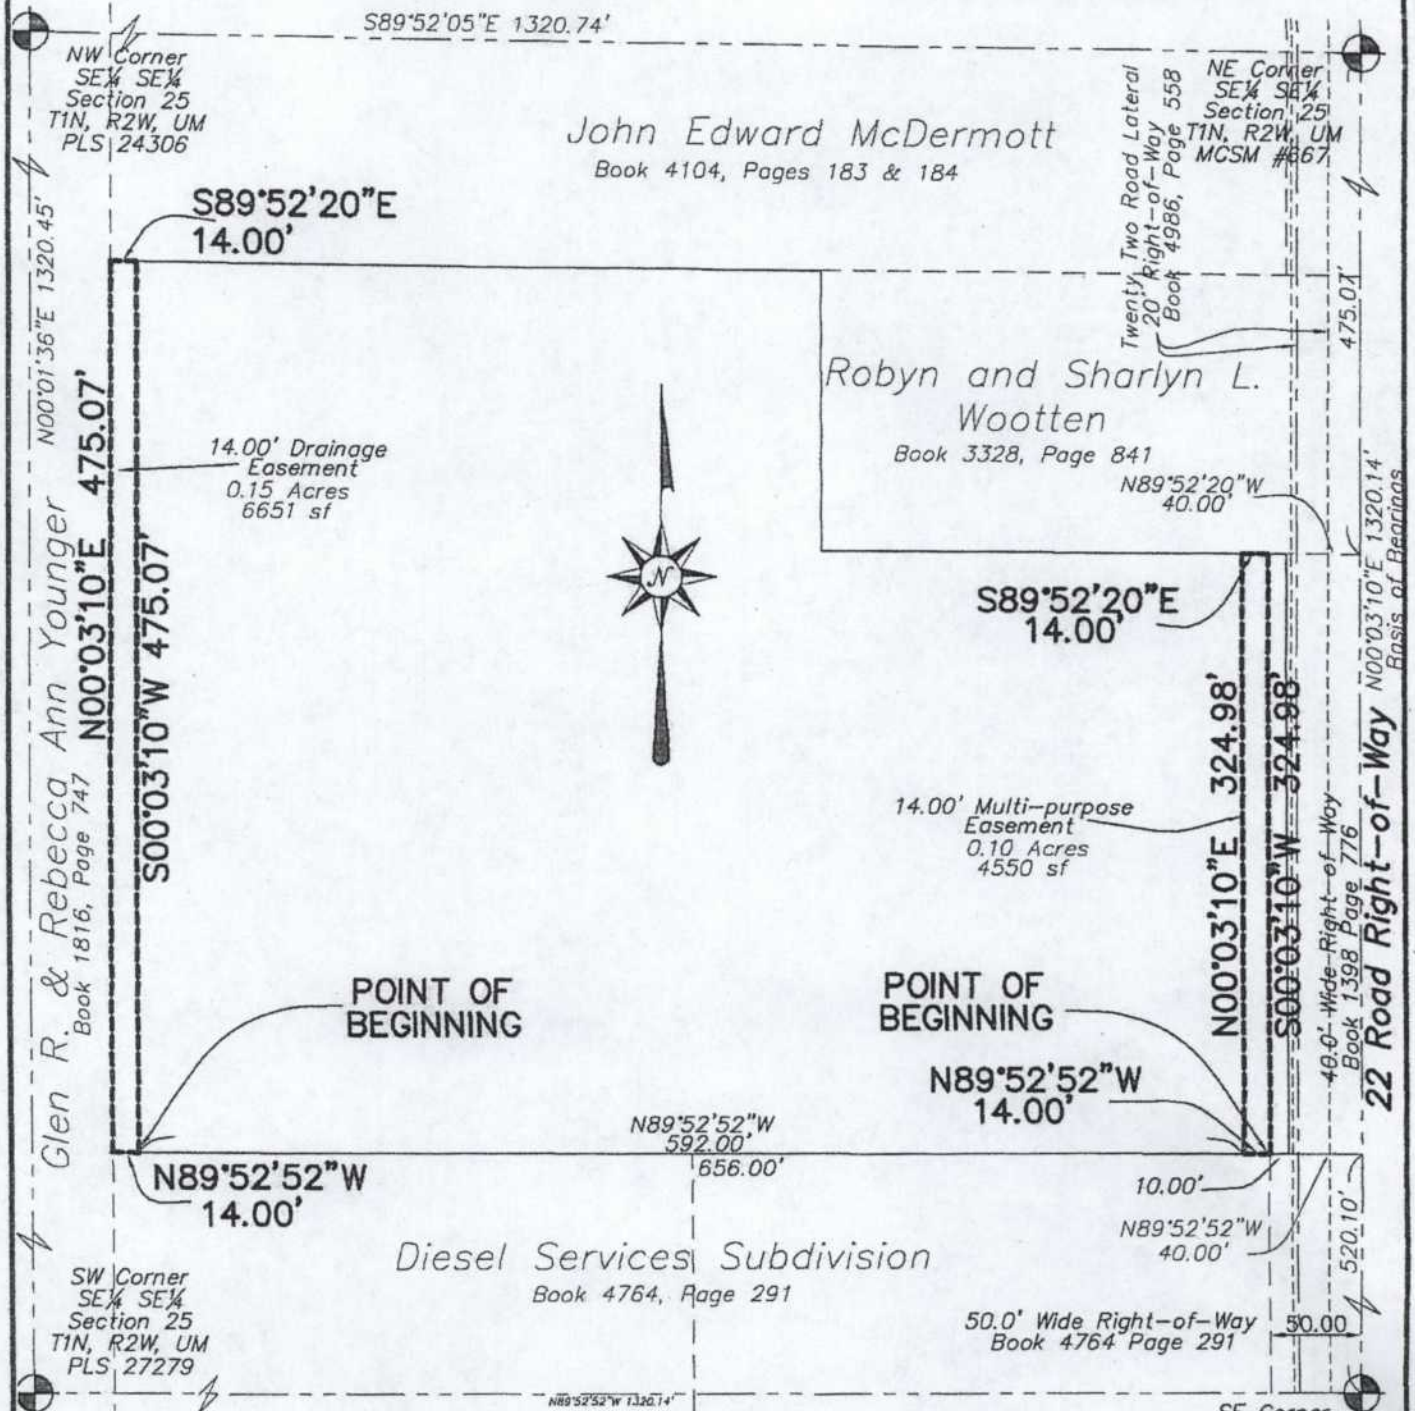 S89°52'05"E 1320.74'
NW Corner
SE¼ SE¼
Section 25
T1N, R2W, UM
PLS 24306
John Edward McDermott
Book 4104, Pages 183 & 184
Twenty Two Road Lateral
20' Right-of-Way
Book 4986, Page 558
NE Corner
SE¼ SE¼
Section 25
T1N, R2W, UM
MCSM #667
S89°52'20"E
14.00'
N00°01'36"E 1320.45'
475.07'
Robyn and Sharlyn L.
Wootten
Book 3328, Page 841
N89°52'20"W
40.00'
14.00' Drainage
Easement
0.15 Acres
6651 sf
N00°03'10"E 475.07'
S00°03'10"W 475.07'
Glen R. & Rebecca Ann Younger
Book 1816, Page 747
N
S89°52'20"E
14.00'
N00°03'10"E 1320.14'
Basis of Bearings
14.00' Multi-purpose
Easement
0.10 Acres
4550 sf
N00°03'10"E 324.98'
S00°03'10"W 324.98'
40.0' Wide Right-of-Way
Book 1398 Page 776
22 Road Right-of-Way
POINT OF
BEGINNING
POINT OF
BEGINNING
N89°52'52"W
14.00'
N89°52'52"W
592.00'
656.00'
N89°52'52"W
14.00'
10.00'
N89°52'52"W
40.00'
520.10'
Diesel Services Subdivision
Book 4764, Page 291
SW Corner
SE¼ SE¼
Section 25
T1N, R2W, UM
PLS 27279
50.0' Wide Right-of-Way
Book 4764 Page 291
50.00
N89°52'52"W 1320.14'
SE Corner